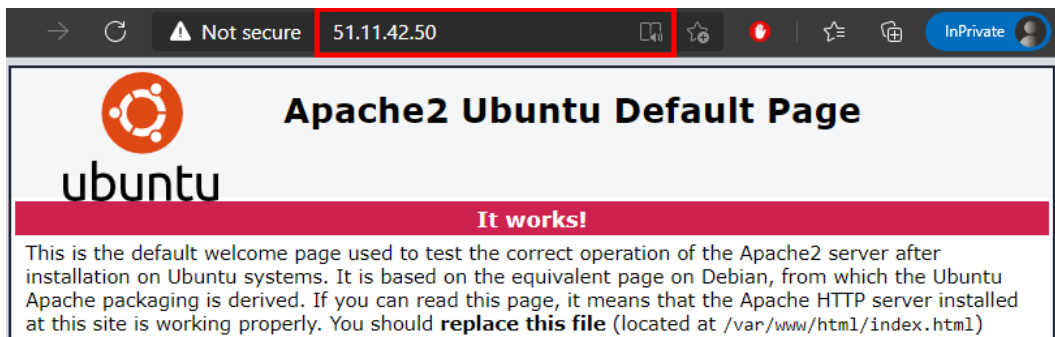 Not secure 51.11.42.50 InPrivate
ubuntu
Apache2 Ubuntu Default Page
It works!
This is the default welcome page used to test the correct operation of the Apache2 server after
installation on Ubuntu systems. It is based on the equivalent page on Debian, from which the Ubuntu
Apache packaging is derived. If you can read this page, it means that the Apache HTTP server installed
at this site is working properly. You should replace this file (located at /var/www/html/index.html)